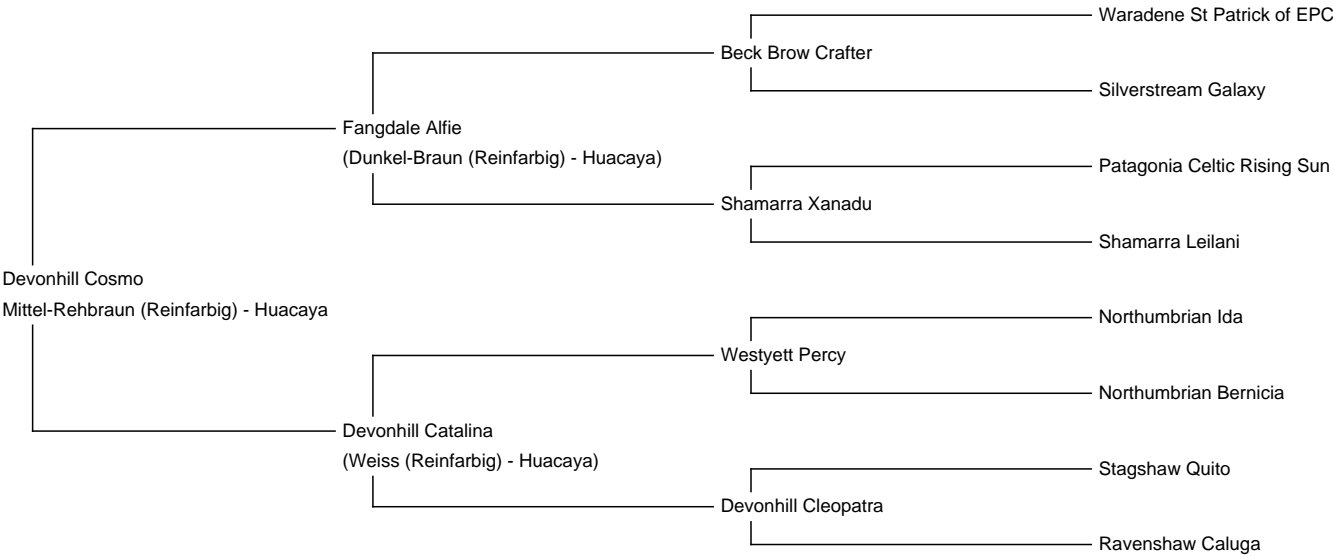 Waradene St Patrick of EPC
Beck Brow Crafter
Silverstream Galaxy
Fangdale Alfie
(Dunkel-Braun (Reinfarbig) - Huacaya)
Patagonia Celtic Rising Sun
Shamarra Xanadu
Shamarra Leilani
Devonhill Cosmo
Mittel-Rehbraun (Reinfarbig) - Huacaya
Northumbrian Ida
Westyett Percy
Northumbrian Bernicia
Devonhill Catalina
(Weiss (Reinfarbig) - Huacaya)
Stagshaw Quito
Devonhill Cleopatra
Ravenshaw Caluga